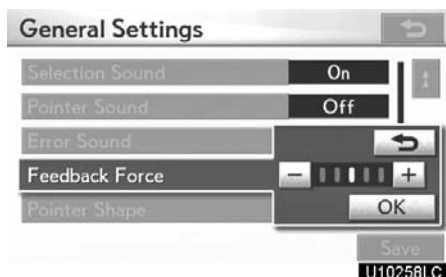 General Settings
Selection Sound On
Pointer Sound Off
Error Sound
Feedback Force - +
Pointer Shape OK
Save
U10258LC